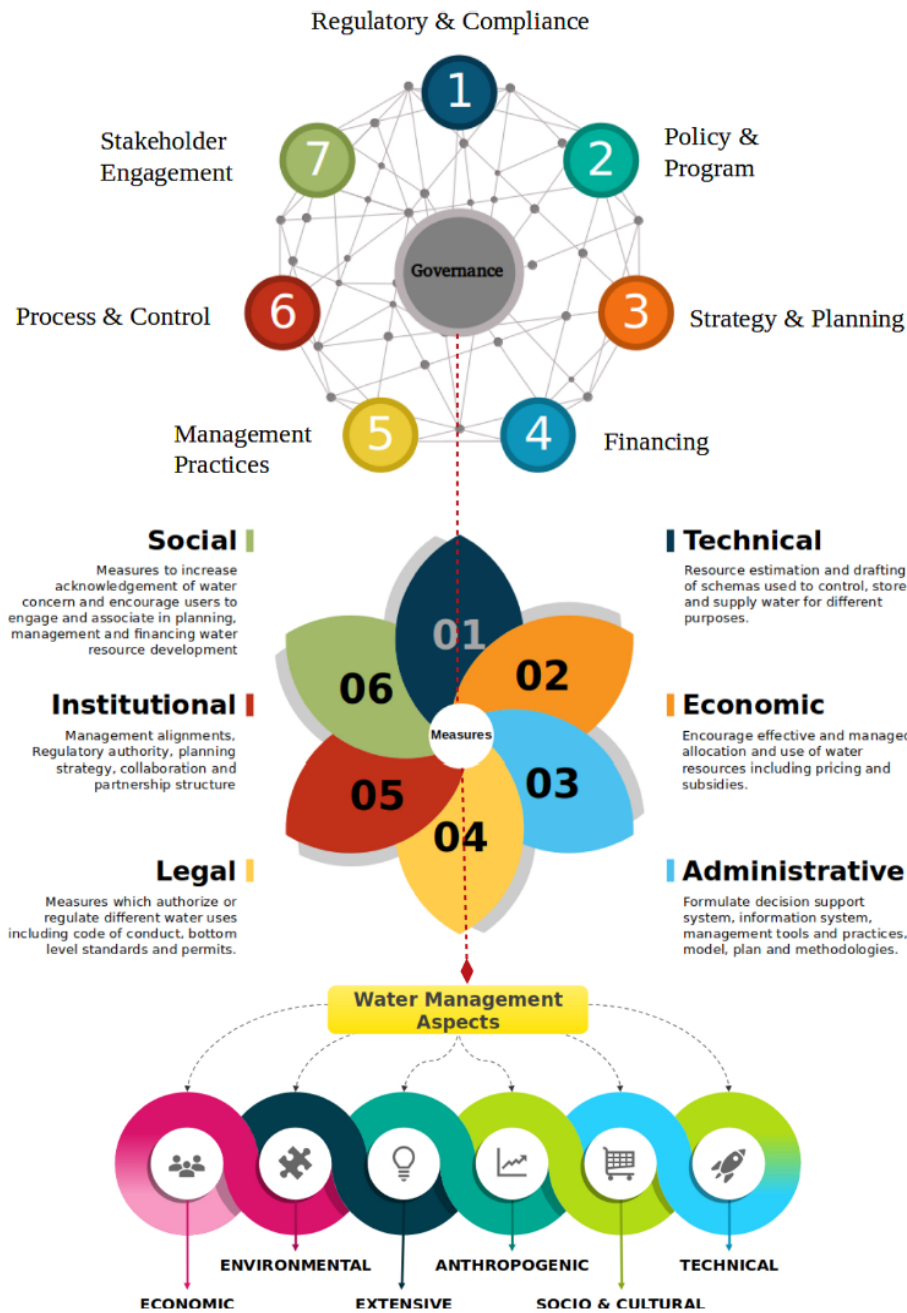 Regulatory & Compliance
1
Stakeholder
Engagement
7
2
Policy &
Program
Governance
Process & Control
6
3
Strategy & Planning
Management
Practices
5
4
Financing
Social
Measures to increase
acknowledgement of water
concern and encourage users to
engage and associate in planning,
management and financing water
resource development
Technical
Resource estimation and drafting
of schemas used to control, store
and supply water for different
purposes.
01
06
02
Institutional
Management alignments,
Regulatory authority, planning
strategy, collaboration and
partnership structure
Measures
Economic
Encourage effective and managed
allocation and use of water
resources including pricing and
subsidies.
05
03
04
Legal
Measures which authorize or
regulate different water uses
including code of conduct, bottom
level standards and permits.
Administrative
Formulate decision support
system, information system,
management tools and practices,
model, plan and methodologies.
Water Management
Aspects
ENVIRONMENTAL
ANTHROPOGENIC
TECHNICAL
ECONOMIC
EXTENSIVE
SOCIO & CULTURAL